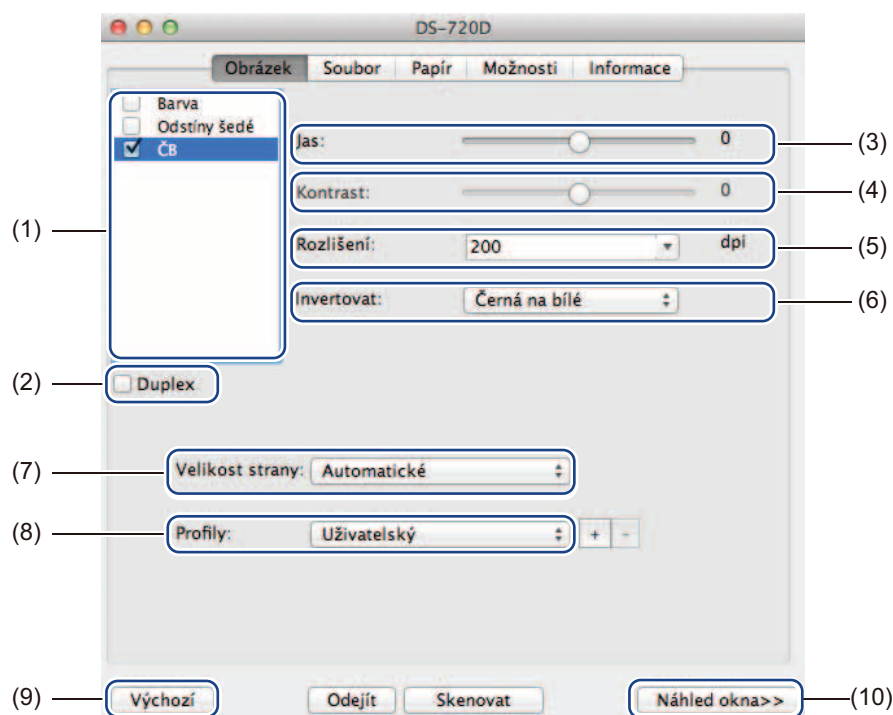 DS-720D
Obrázek Soubor Papír Možnosti Informace
Barva
Odstíny šedé
ČB
Jas: 0 (3)
Kontrast: 0 (4)
(1)
Rozlišení: 200 dpi (5)
Invertovat: Černá na bílé (6)
(2) Duplex
(7) Velikost strany: Automatické
(8) Profily: Uživatelský + -
(9) Výchozí Odejít Skenovat Náhled okna>> (10)